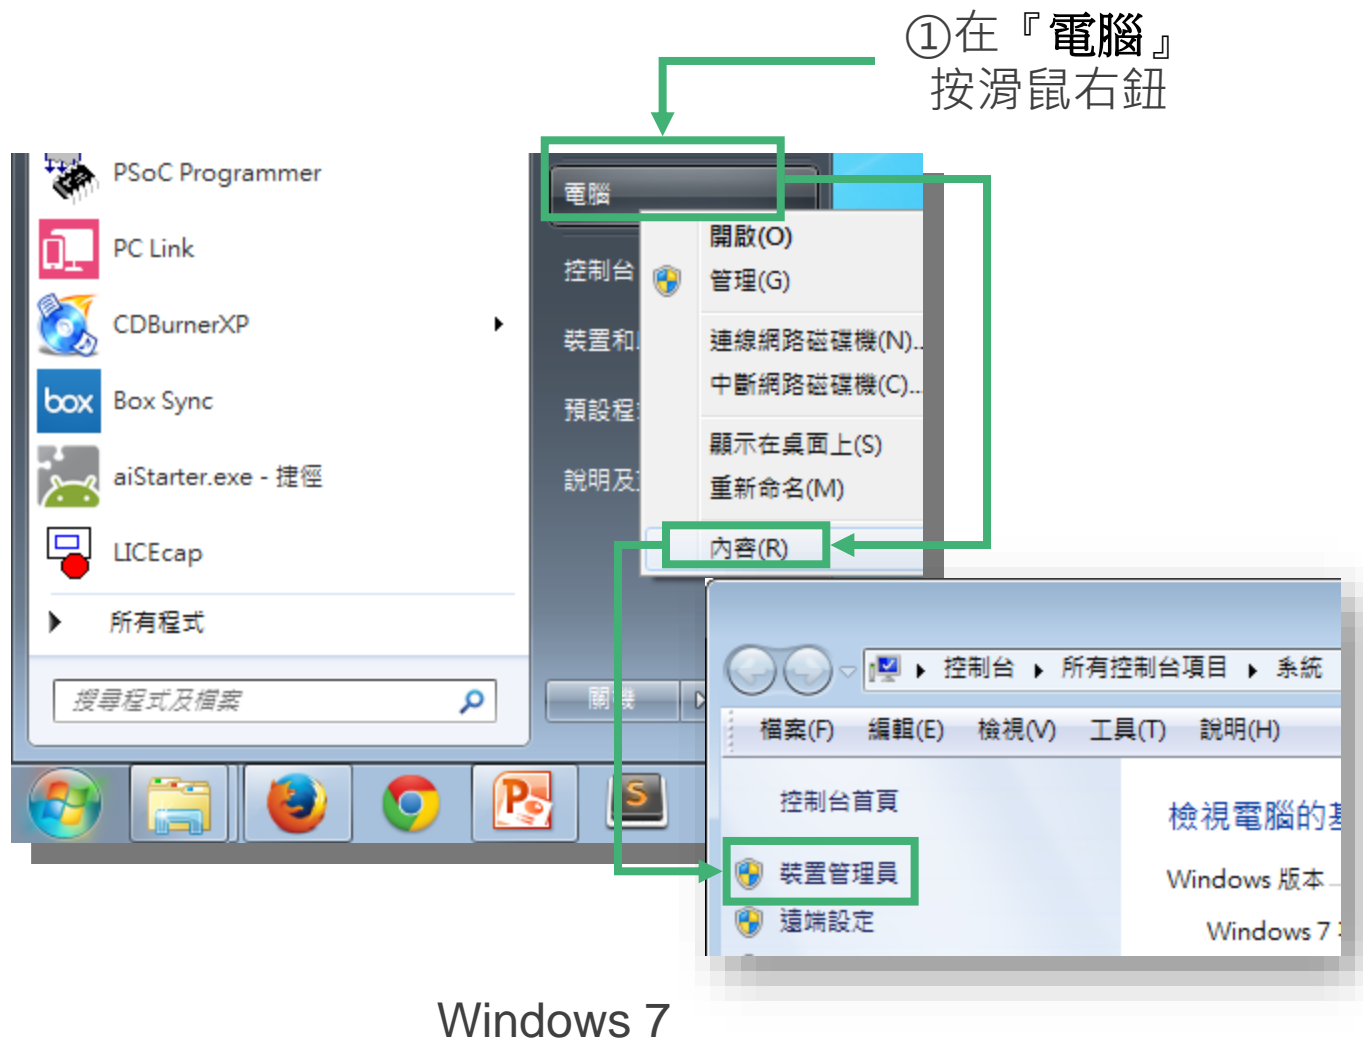 ①在『電腦』
按滑鼠右鈕
PSoC Programmer
PC Link
CDBurnerXP
box
Box Sync
aiStarter.exe - 捷徑
LICEcap
所有程式
搜尋程式及檔案
電腦
控制台
裝置和
預設程
說明及
關機
開啟(O)
管理(G)
連線網路磁碟機(N)..
中斷網路磁碟機(C)...
顯示在桌面上(S)
重新命名(M)
內容(R)
控制台 ▶ 所有控制台項目 ▶ 系統
檔案(F) 編輯(E) 檢視(V) 工具(T) 說明(H)
控制台首頁
裝置管理員
遠端設定
檢視電腦的
Windows 版本
Windows 7
Windows 7